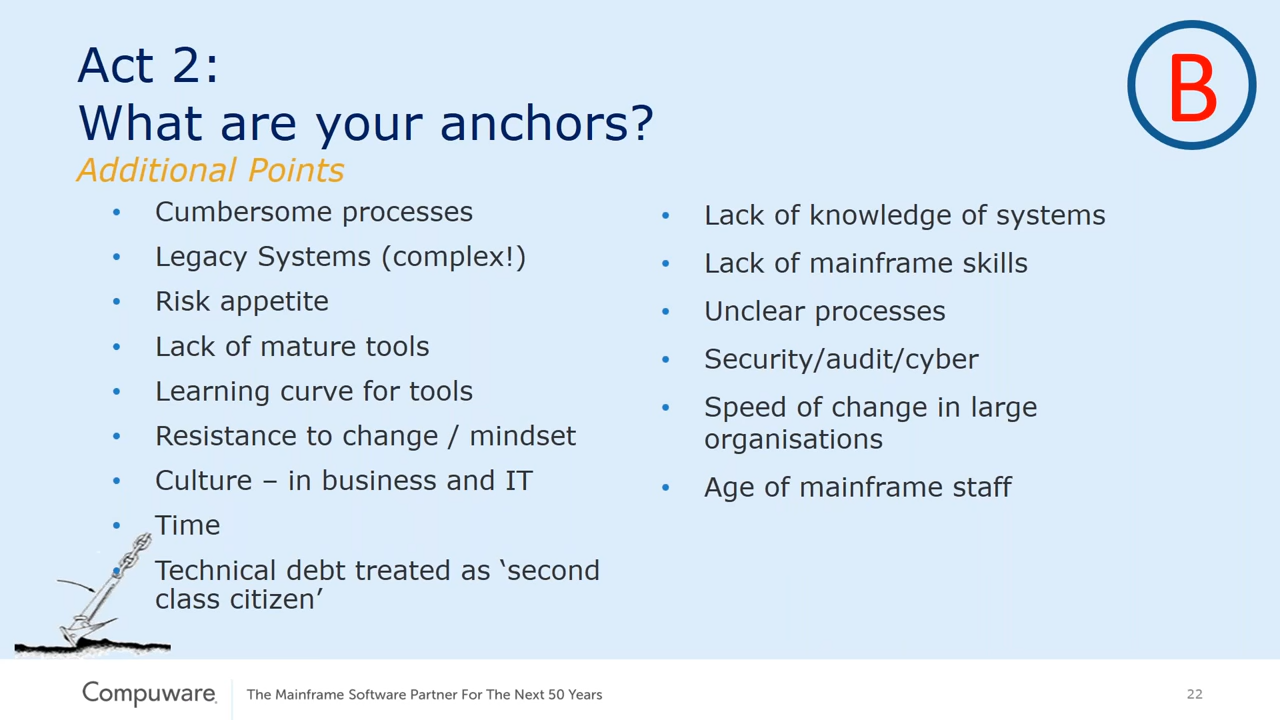 Act 2:
What are your anchors?
Additional Points
B
• Cumbersome processes
• Legacy Systems (complex!)
• Risk appetite
• Lack of mature tools
• Learning curve for tools
• Resistance to change / mindset
• Culture – in business and IT
• Time
• Technical debt treated as ‘second
class citizen’
• Lack of knowledge of systems
• Lack of mainframe skills
• Unclear processes
• Security/audit/cyber
• Speed of change in large
organisations
• Age of mainframe staff
Compuware.
The Mainframe Software Partner For The Next 50 Years
22